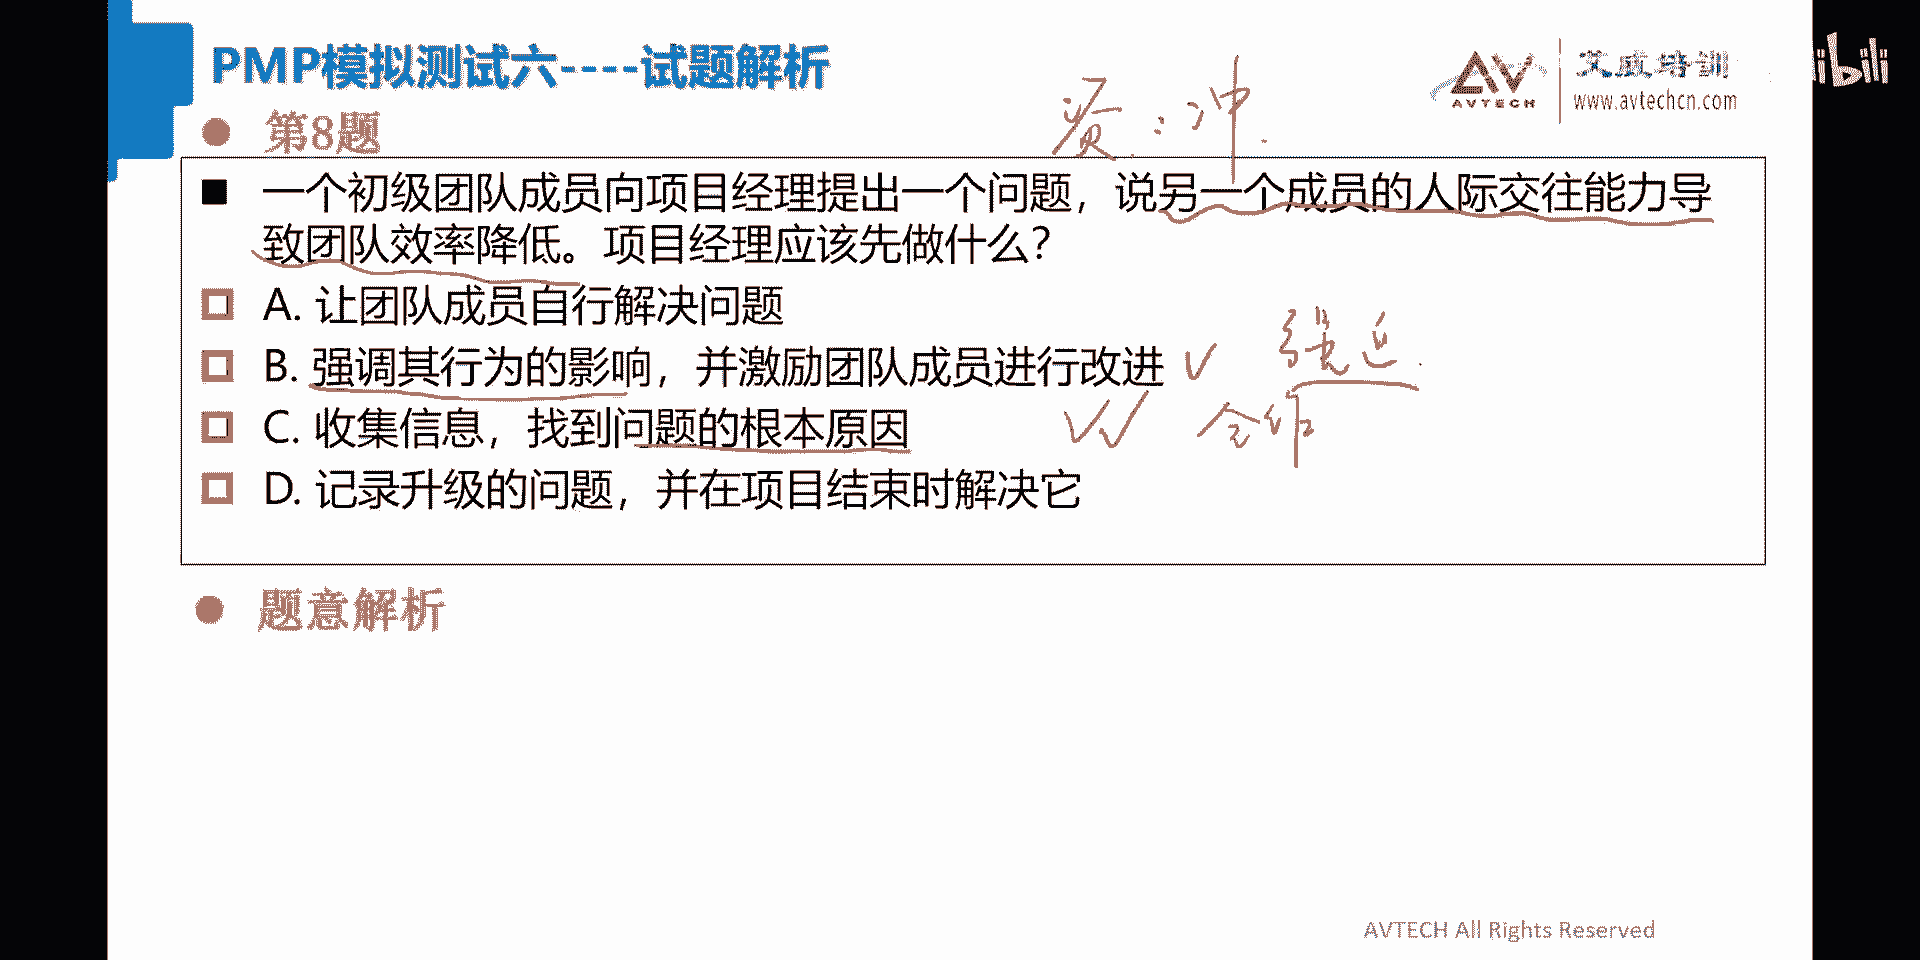 PMP模拟测试六----试题解析
艾威培训
AVTECH
www.avtechcn.com
bili
第8题
资：冲
一个初级团队成员向项目经理提出一个问题，说另一个成员的人际交往能力导
致团队效率降低。项目经理应该先做什么？
A. 让团队成员自行解决问题
B. 强调其行为的影响，并激励团队成员进行改进
强迫
C. 收集信息，找到问题的根本原因
合作
D. 记录升级的问题，并在项目结束时解决它
题意解析
AVTECH All Rights Reserved